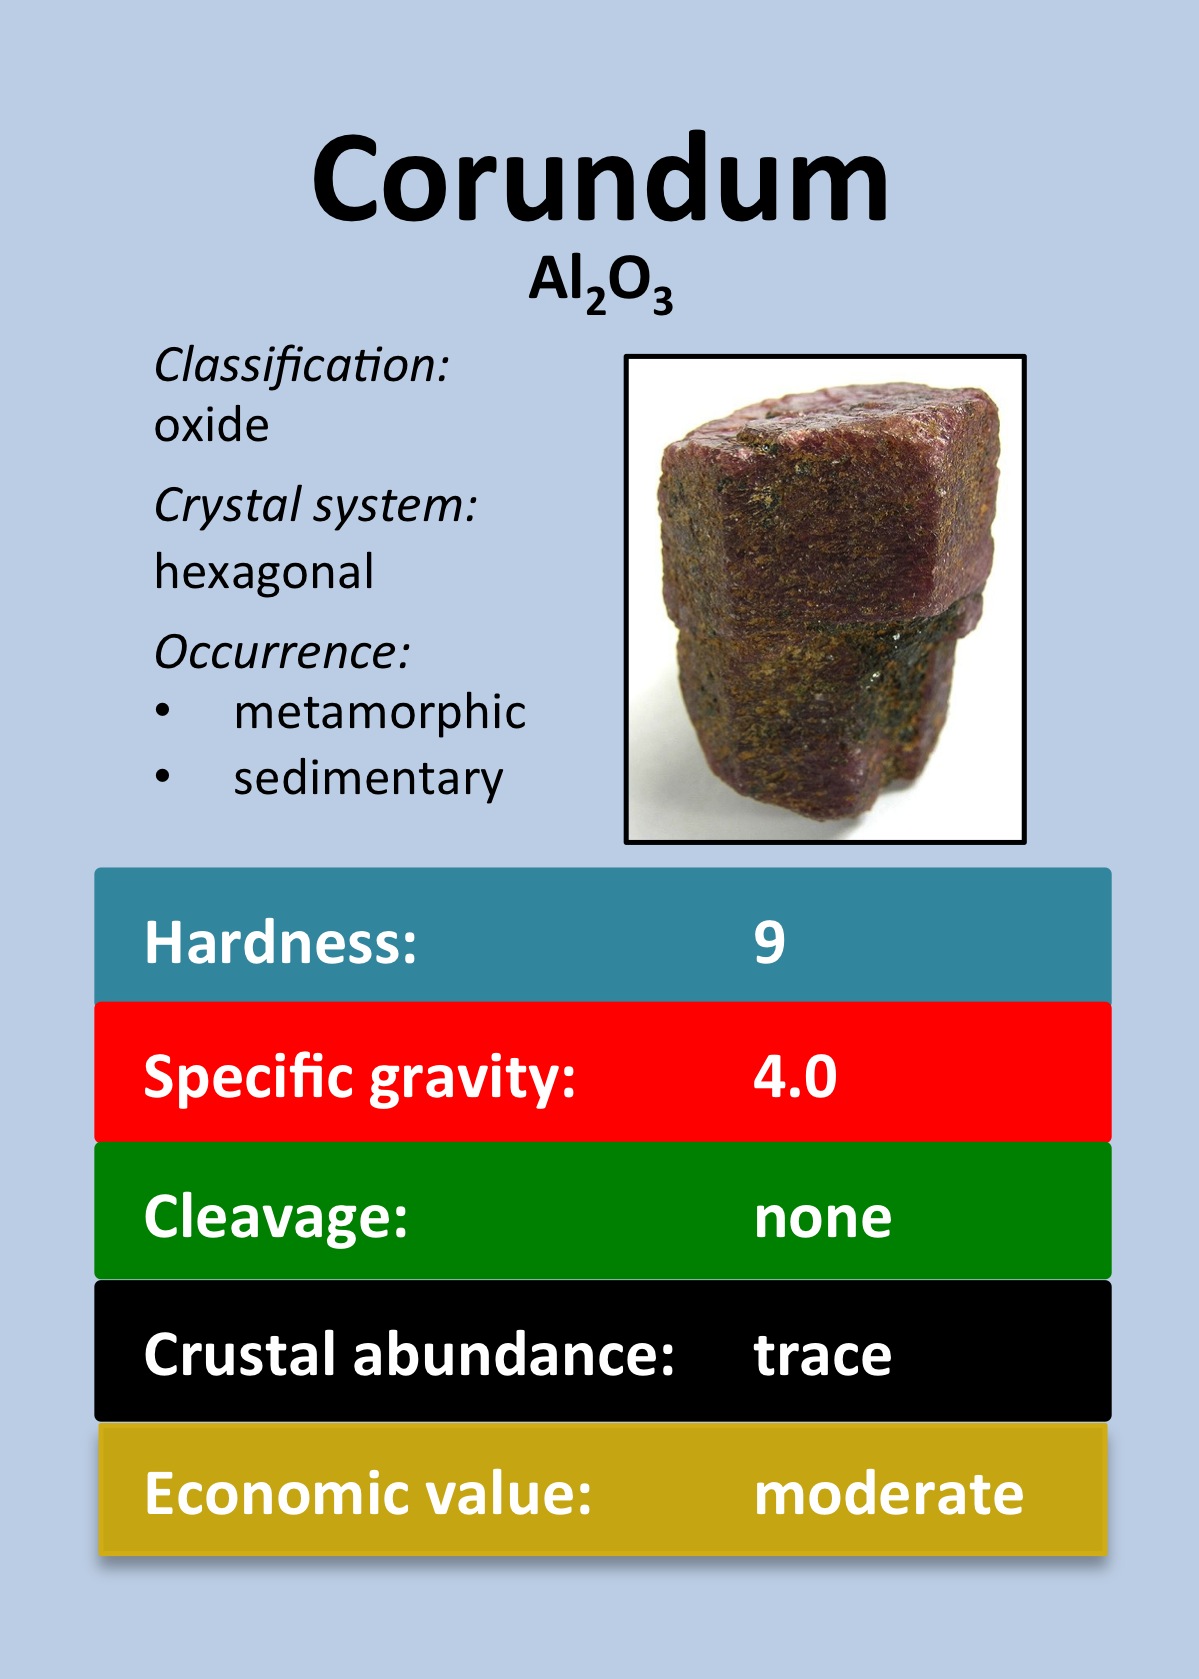 Corundum
Al₂O₃
Classification:
oxide
Crystal system:
hexagonal
Occurrence:
• metamorphic
• sedimentary
Hardness: 9
Specific gravity: 4.0
Cleavage: none
Crustal abundance: trace
Economic value: moderate